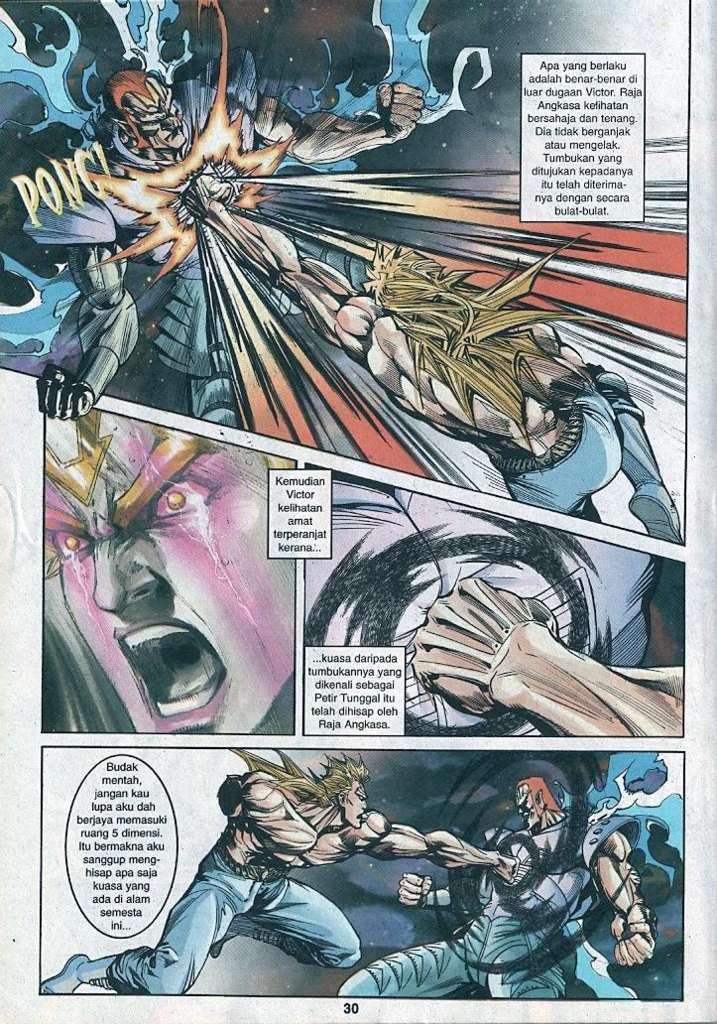 Apa yang berlaku
adalah benar-benar di
luar dugaan Victor. Raja
Angkasa kelihatan
bersahaja dan tenang.
Dia tidak berganjak
atau mengelak.
Tumbukan yang
ditujukan kepadanya
itu telah diterima-
nya dengan secara
bulat-bulat.
PONG!
Kemudian
Victor
kelihatan
amat
terperanjat
kerana...
...kuasa daripada
tumbukannya yang
dikenali sebagai
Petir Tunggal itu
telah dihisap oleh
Raja Angkasa.
Budak
mentah,
jangan kau
lupa aku dah
berjaya memasuki
ruang 5 dimensi.
Itu bermakna aku
sanggup meng-
hisap apa saja
kuasa yang
ada di alam
semesta
ini...
30